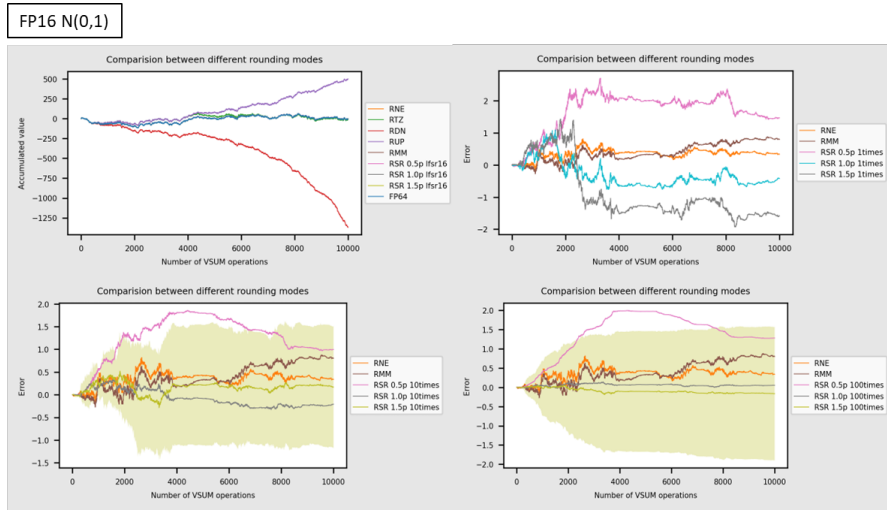 FP16 N(0,1)
Comparision between different rounding modes
Accumulated value
500
250
0
-250
-500
-750
-1000
-1250
0 2000 4000 6000 8000 10000
Number of VSUM operations
RNE
RTZ
RDN
RUP
RMM
RSR 0.5p lfsr16
RSR 1.0p lfsr16
RSR 1.5p lfsr16
FP64
Comparision between different rounding modes
Error
2
1
0
-1
-2
0 2000 4000 6000 8000 10000
Number of VSUM operations
RNE
RMM
RSR 0.5p 1times
RSR 1.0p 1times
RSR 1.5p 1times
Comparision between different rounding modes
Error
2.0
1.5
1.0
0.5
0.0
-0.5
-1.0
-1.5
0 2000 4000 6000 8000 10000
Number of VSUM operations
RNE
RMM
RSR 0.5p 10times
RSR 1.0p 10times
RSR 1.5p 10times
Comparision between different rounding modes
Error
2.0
1.5
1.0
0.5
0.0
-0.5
-1.0
-1.5
-2.0
0 2000 4000 6000 8000 10000
Number of VSUM operations
RNE
RMM
RSR 0.5p 100times
RSR 1.0p 100times
RSR 1.5p 100times